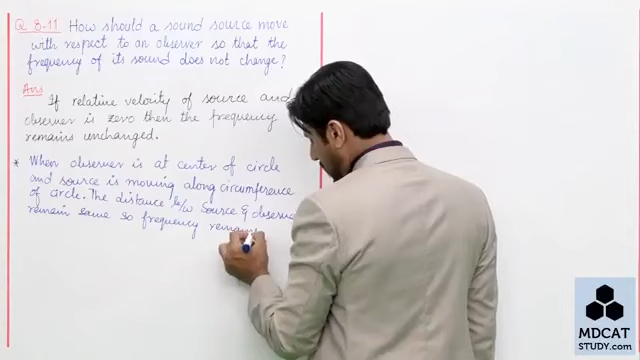 Q 8-11 How should a sound source move
with respect to an observer so that the
frequency of its sound does not change?
Ans
If relative velocity of source and
observer is zero then the frequency
remains unchanged.
* When observer is at center of circle
and source is moving along circumference
of circle. The distance b/w Source &
remain same so frequency
MDCAT
STUDY.com